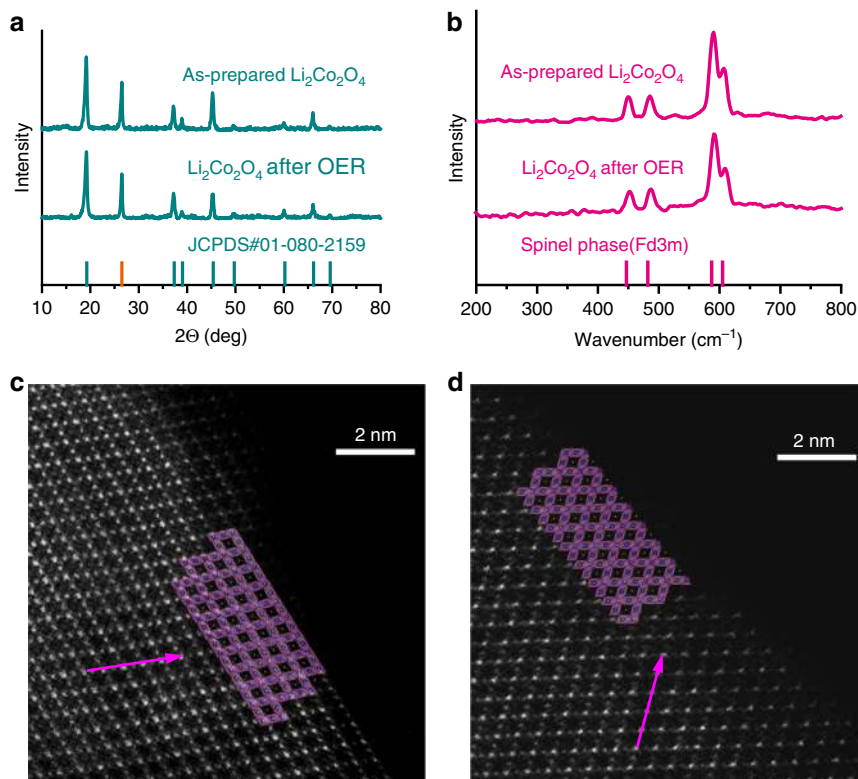 a
As-prepared Li₂Co₂O₄
Li₂Co₂O₄ after OER
JCPDS#01-080-2159
Intensity
10 20 30 40 50 60 70 80
2Θ (deg)
b
As-prepared Li₂Co₂O₄
Li₂Co₂O₄ after OER
Spinel phase(Fd3m)
Intensity
200 300 400 500 600 700 800
Wavenumber (cm⁻¹)
c
2 nm
d
2 nm